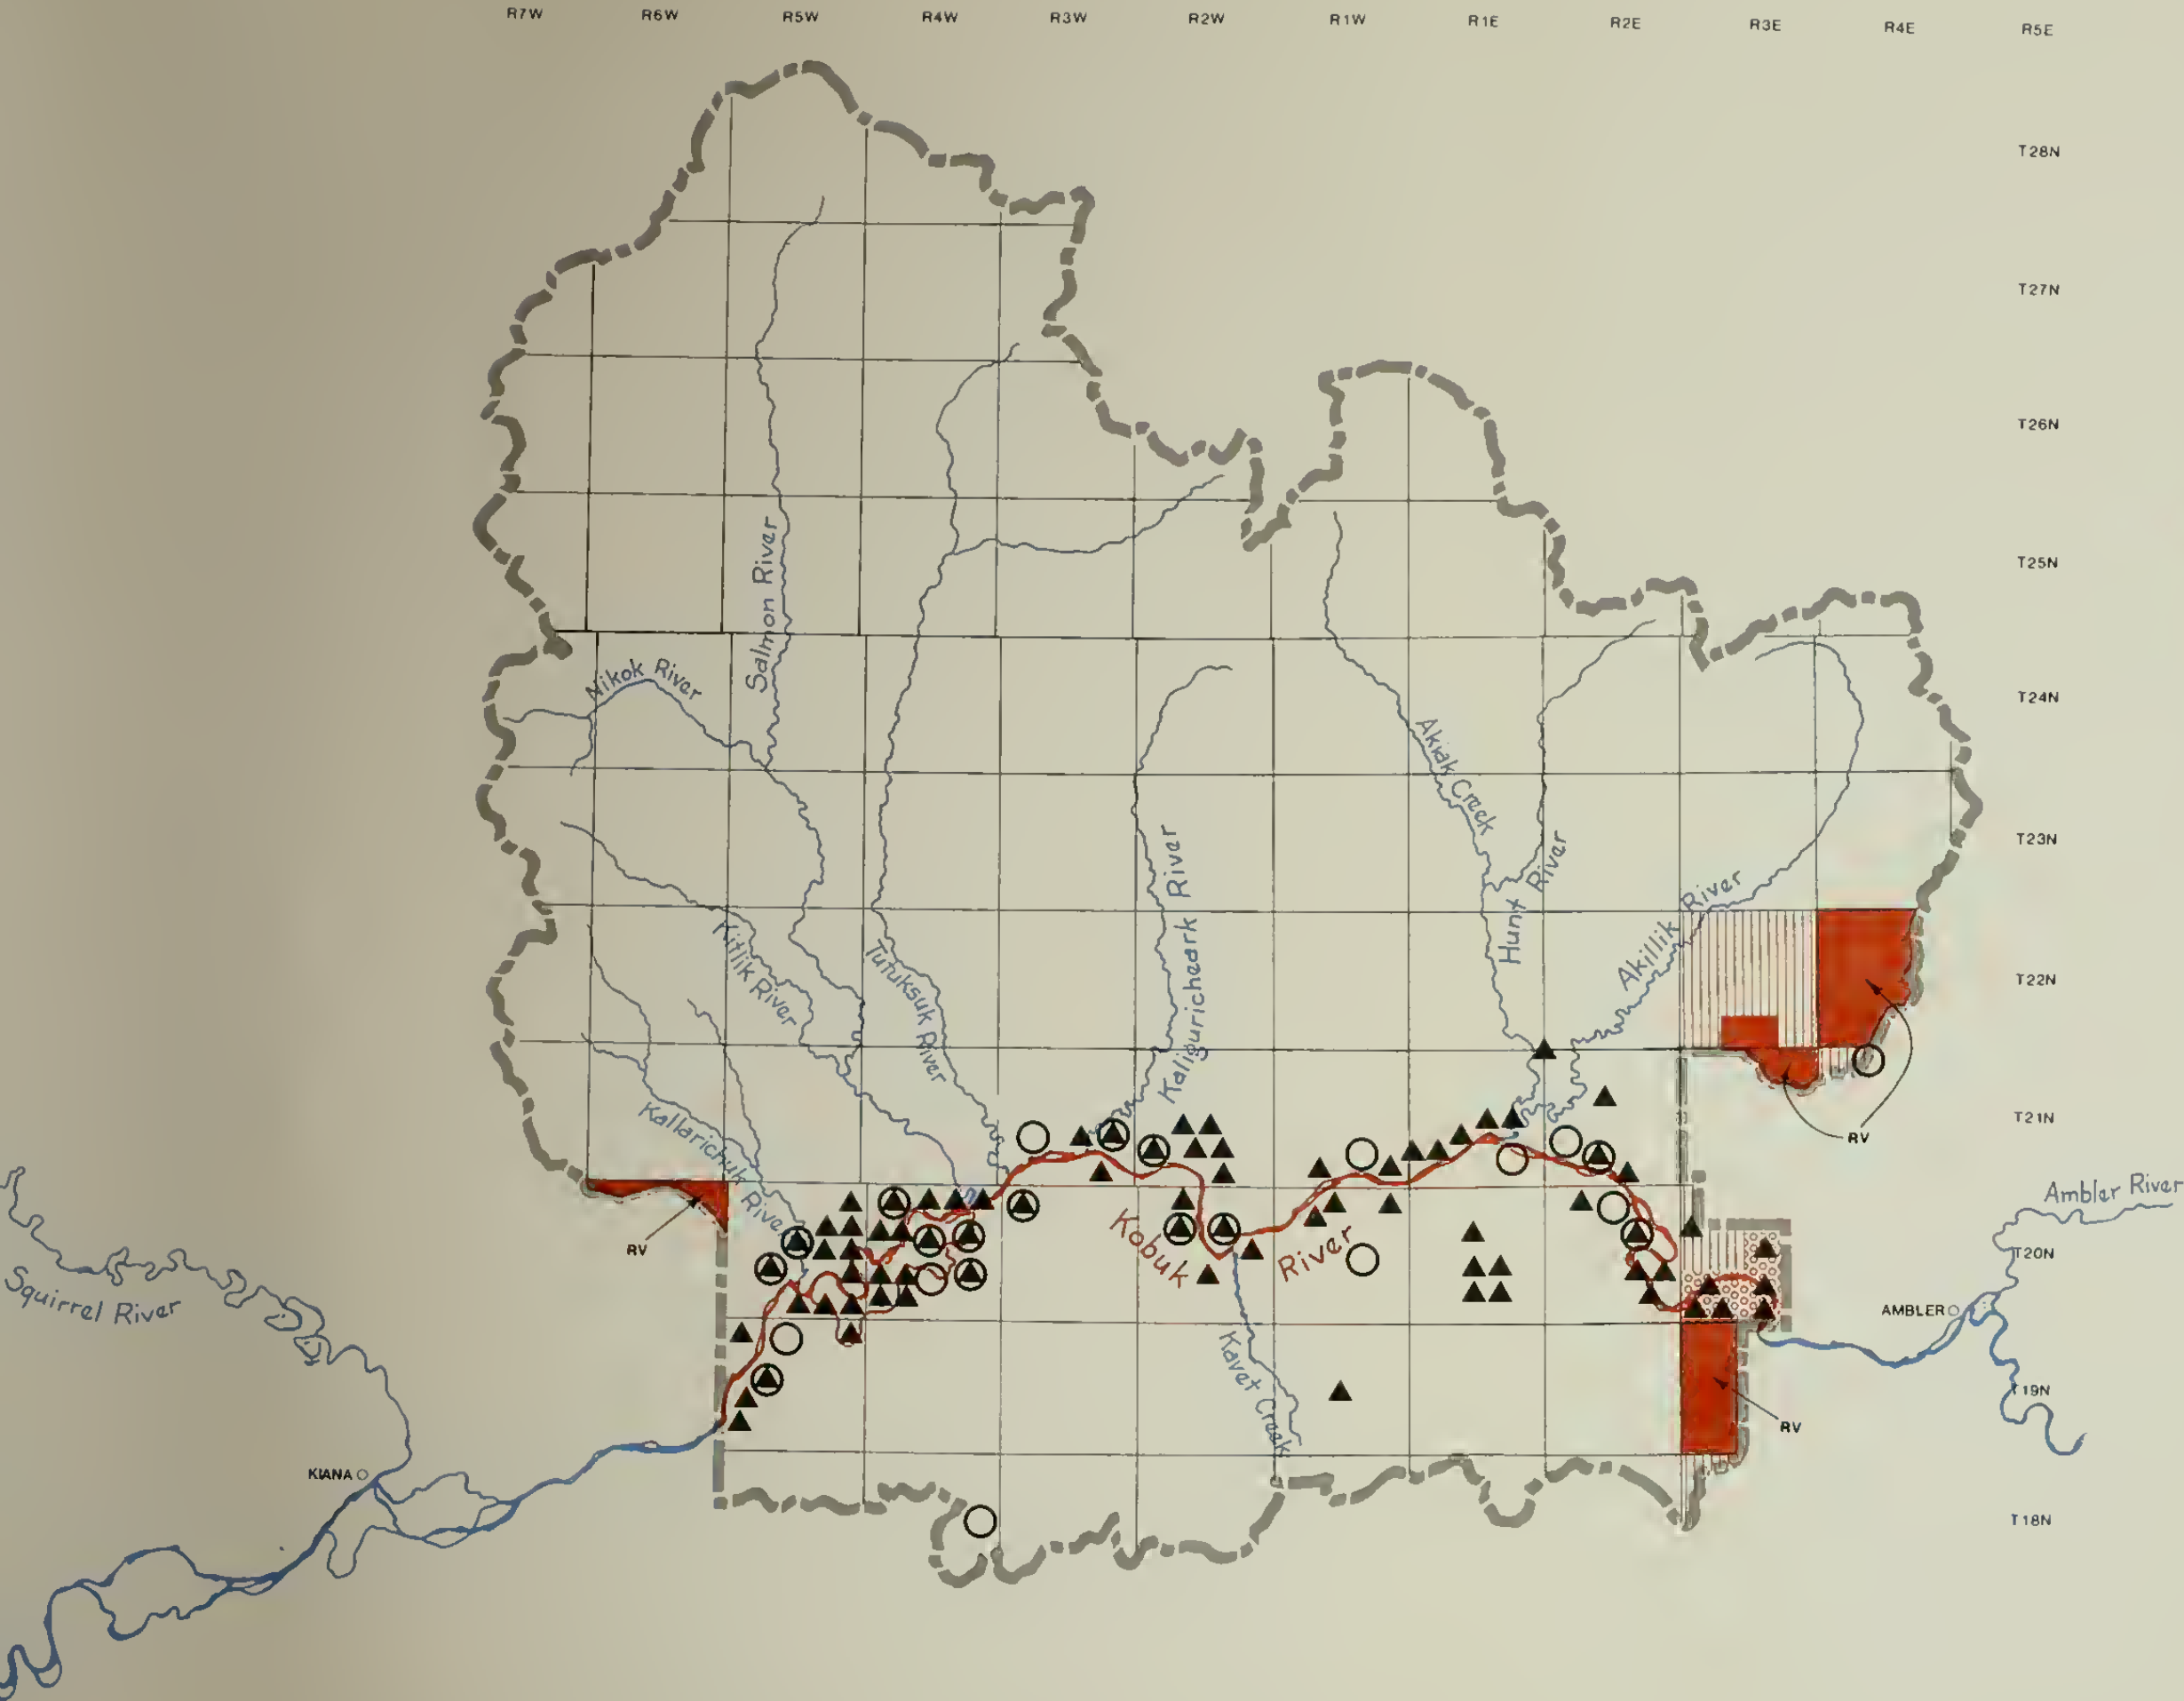 R7W R6W R5W R4W R3W R2W R1W R1E R2E R3E R4E R5E
T28N
T27N
T26N
T25N
Salmon River
Nikok River
T24N
Akiak Creek
T23N
Kaliguricheark River
Hunt River
Akillik River
Kitlik River
Tutuksuk River
T22N
Kallarichuk River
T21N
RV
Ambler River
RV
Kobuk River
T20N
Squirrel River
AMBLER
Kavet Creek
T19N
RV
KIANA
T18N